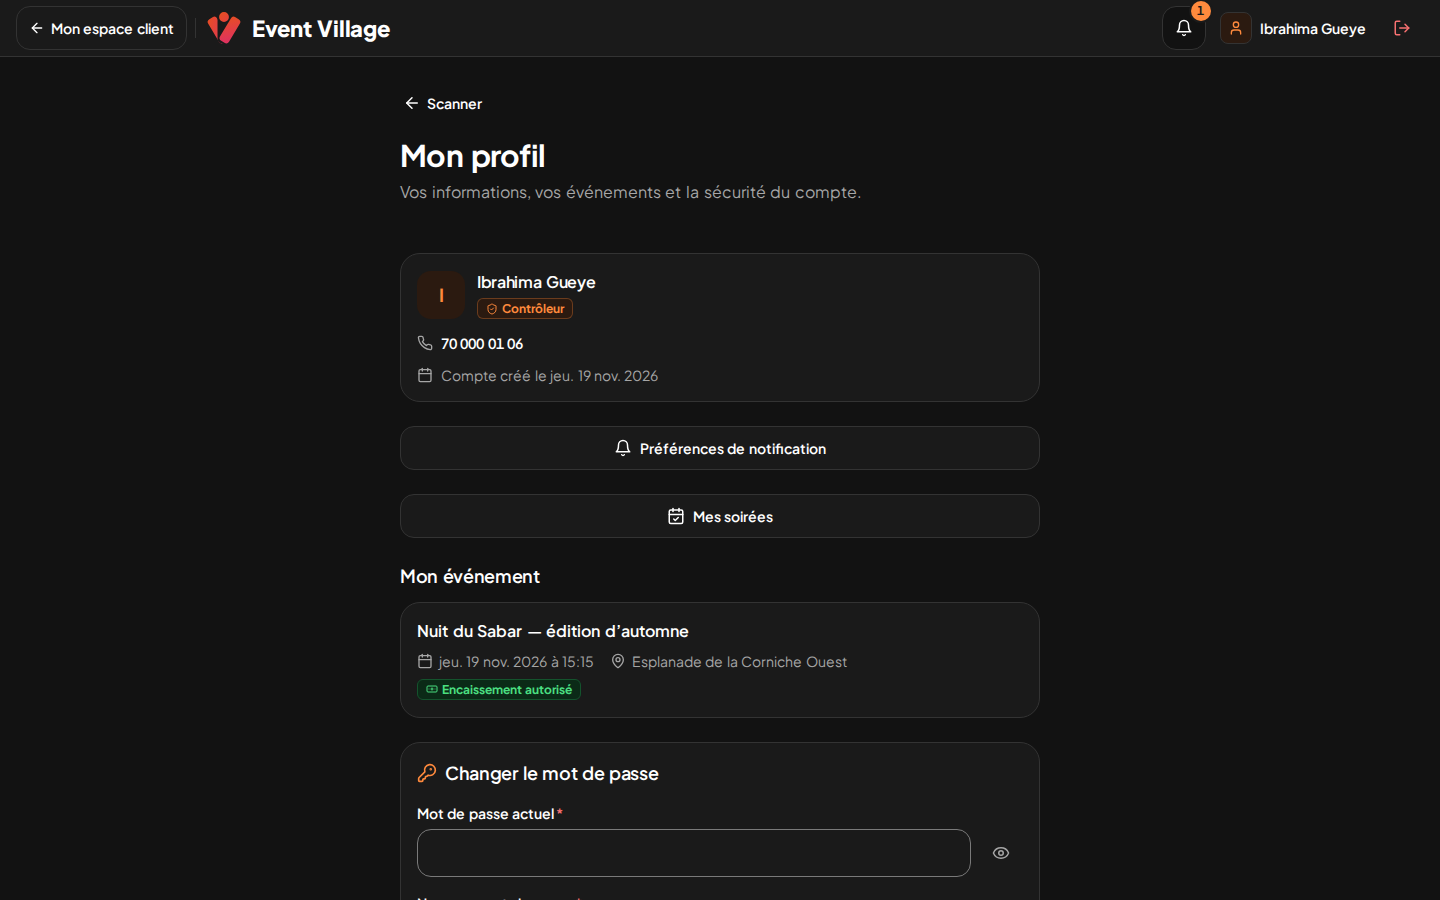 Mon espace client
Event Village
1
Ibrahima Gueye
Scanner
Mon profil
Vos informations, vos événements et la sécurité du compte.
I
Ibrahima Gueye
Contrôleur
70 000 01 06
Compte créé le jeu. 19 nov. 2026
Préférences de notification
Mes soirées
Mon événement
Nuit du Sabar — édition d’automne
jeu. 19 nov. 2026 à 15:15 Esplanade de la Corniche Ouest
Encaissement autorisé
Changer le mot de passe
Mot de passe actuel *